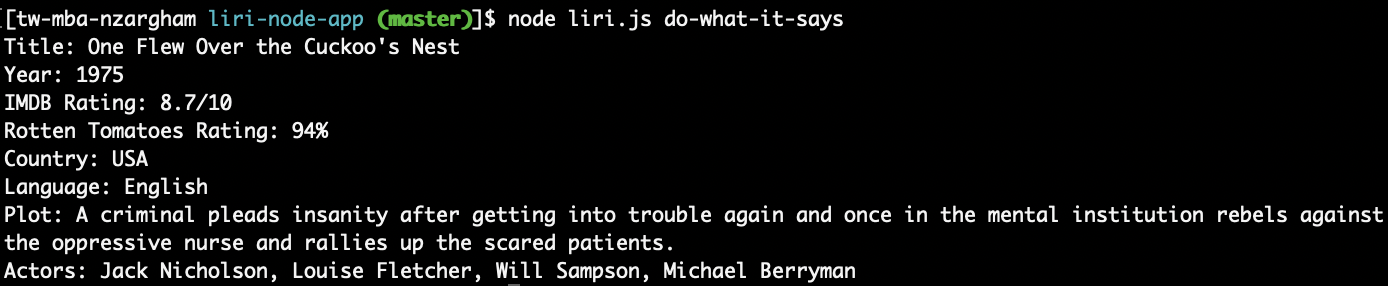 [tw-mba-nzargham liri-node-app (master)]$ node liri.js do-what-it-says
Title: One Flew Over the Cuckoo's Nest
Year: 1975
IMDB Rating: 8.7/10
Rotten Tomatoes Rating: 94%
Country: USA
Language: English
Plot: A criminal pleads insanity after getting into trouble again and once in the mental institution rebels against
the oppressive nurse and rallies up the scared patients.
Actors: Jack Nicholson, Louise Fletcher, Will Sampson, Michael Berryman